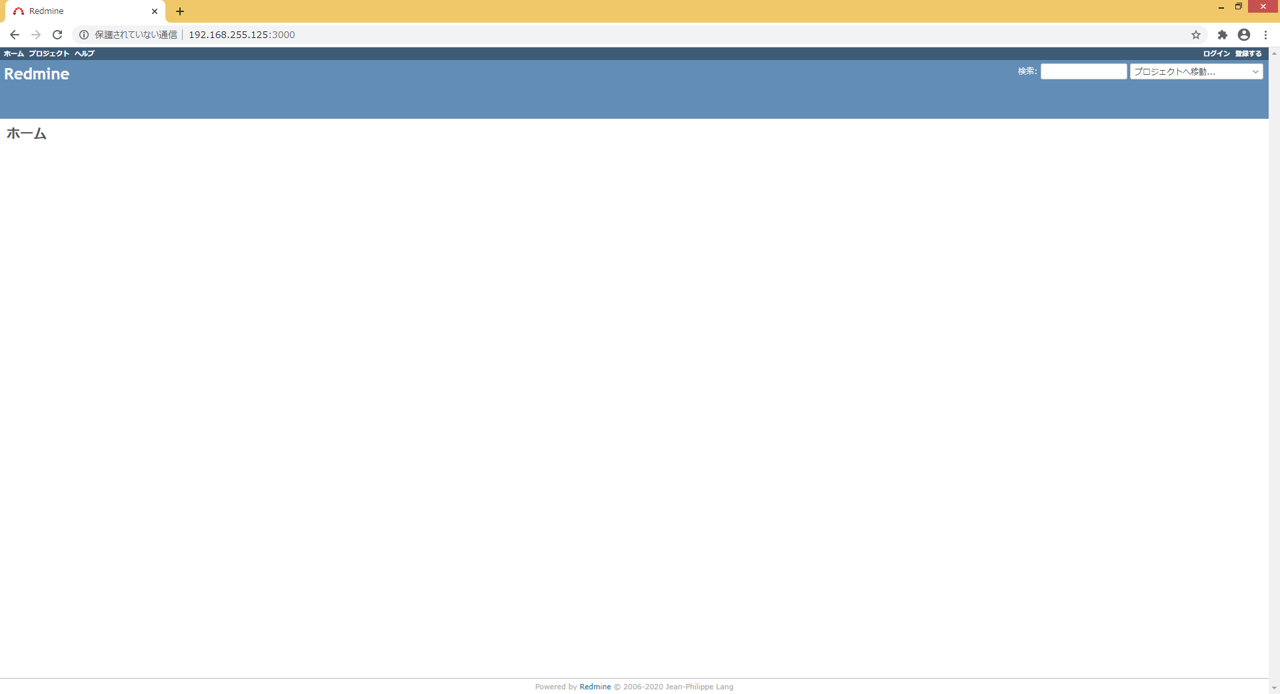 Redmine
保護されていない通信 192.168.255.125:3000
ホーム プロジェクト ヘルプ ログイン 登録する
Redmine 検索: プロジェクトへ移動...
ホーム
Powered by Redmine © 2006-2020 Jean-Philippe Lang